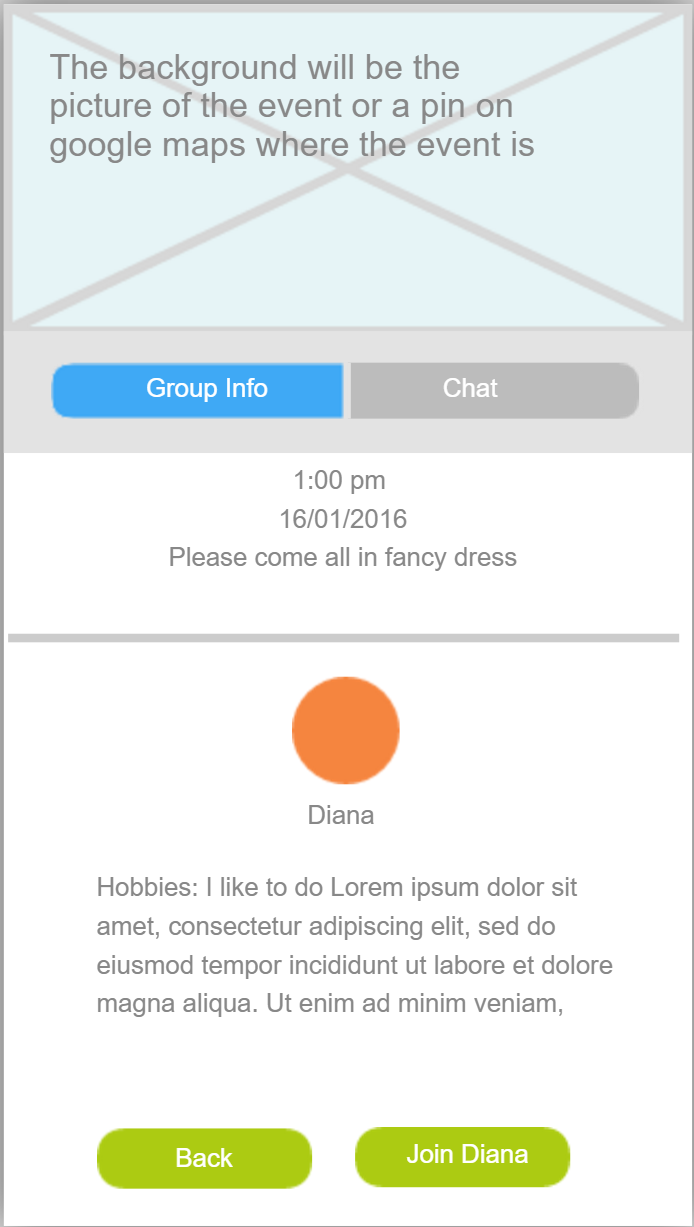 The background will be the
picture of the event or a pin on
google maps where the event is
Group Info
Chat
1:00 pm
16/01/2016
Please come all in fancy dress
Diana
Hobbies: I like to do Lorem ipsum dolor sit
amet, consectetur adipiscing elit, sed do
eiusmod tempor incididunt ut labore et dolore
magna aliqua. Ut enim ad minim veniam,
Back
Join Diana